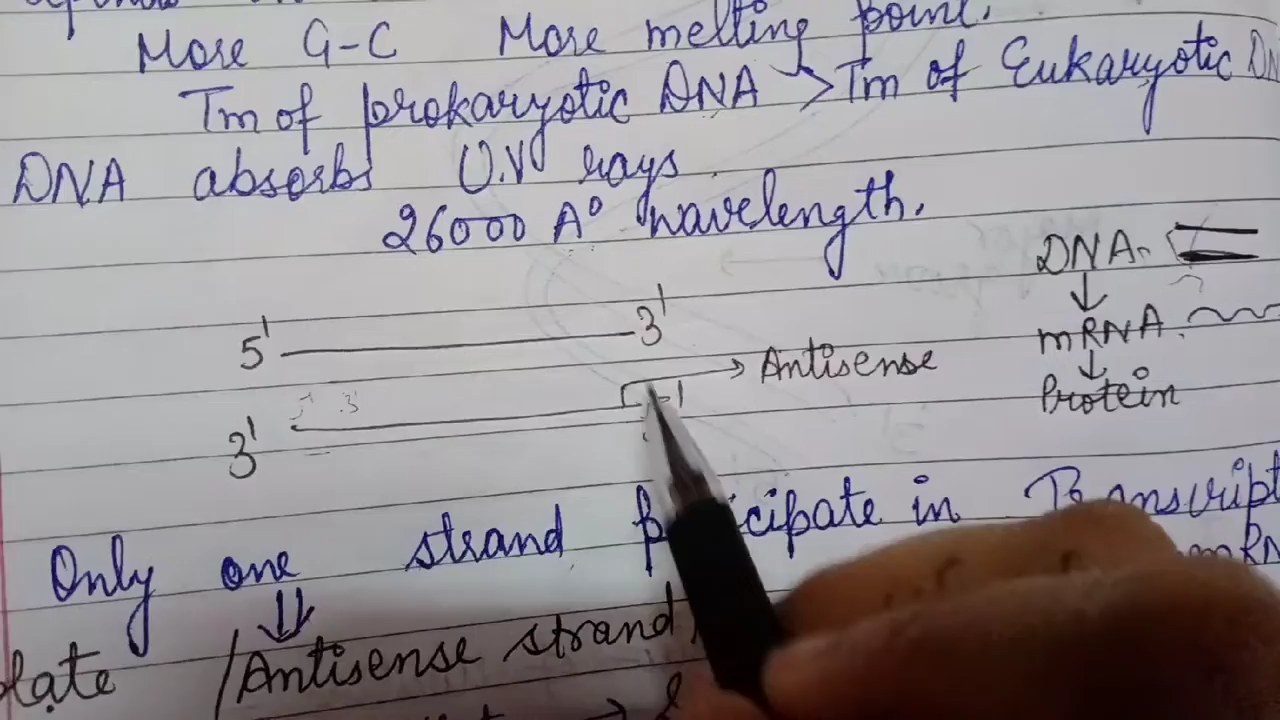 More G-C More melting point.
Tm of prokaryotic DNA > Tm of Eukaryotic
DNA absorbs U.V rays
26000 A° wavelength.
DNA
5' 3'
mRNA
Antisense
Protein
3'
Only one strand in
/Antisense strand